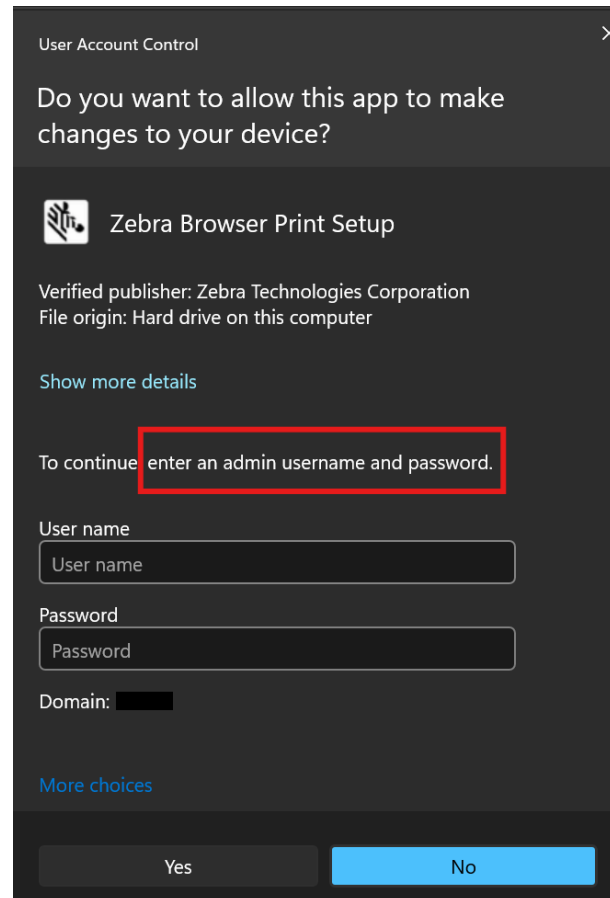 User Account Control
Do you want to allow this app to make
changes to your device?
Zebra Browser Print Setup
Verified publisher: Zebra Technologies Corporation
File origin: Hard drive on this computer
Show more details
To continue enter an admin username and password.
User name
User name
Password
Password
Domain:
More choices
Yes
No